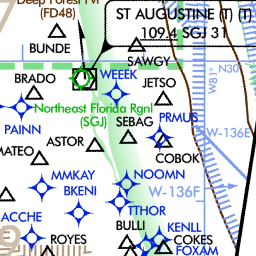 Deep Forest Pvt
(FD48)
ST AUGUSTINE (T) (T)
109.4 SGJ 31
BUNDE
SAWGY
BRADO
WEEEK
JETSO
N30
W81°
Northeast Florida Rgnl
(SGJ)
PAINN
SEBAG
PRMUS
W-136E
ASTOR
MATEO
COBOK
MMKAY
NOOMN
W-136F
BKENI
TTHOR
ACCHE
BULLI
KENLL
ROYES
COKES
FOXAM